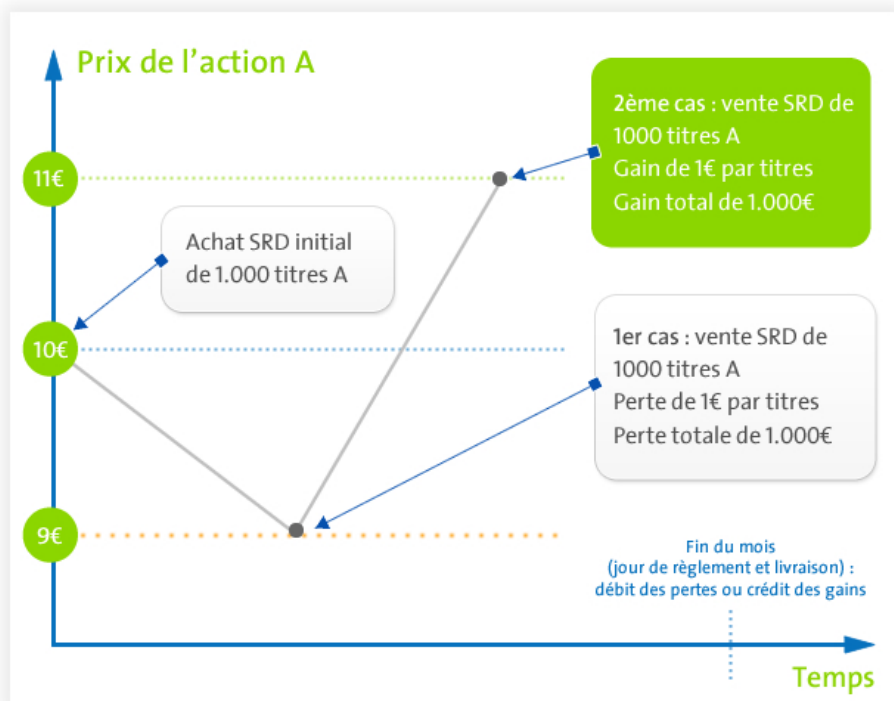 Prix de l'action A
11€
10€
9€
Achat SRD initial
de 1.000 titres A
2ème cas : vente SRD de
1000 titres A
Gain de 1€ par titres
Gain total de 1.000€
1er cas : vente SRD de
1000 titres A
Perte de 1€ par titres
Perte totale de 1.000€
Fin du mois
(jour de règlement et livraison) :
débit des pertes ou crédit des gains
Temps